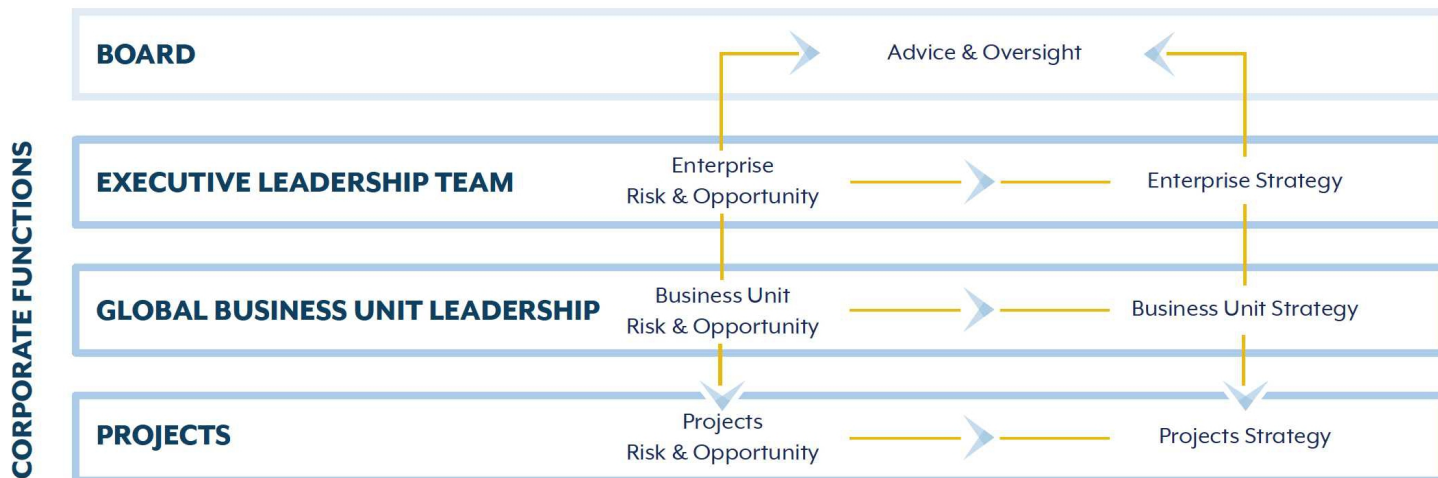 CORPORATE FUNCTIONS
BOARD
Advice & Oversight
EXECUTIVE LEADERSHIP TEAM
Enterprise
Risk & Opportunity
Enterprise Strategy
GLOBAL BUSINESS UNIT LEADERSHIP
Business Unit
Risk & Opportunity
Business Unit Strategy
PROJECTS
Projects
Risk & Opportunity
Projects Strategy